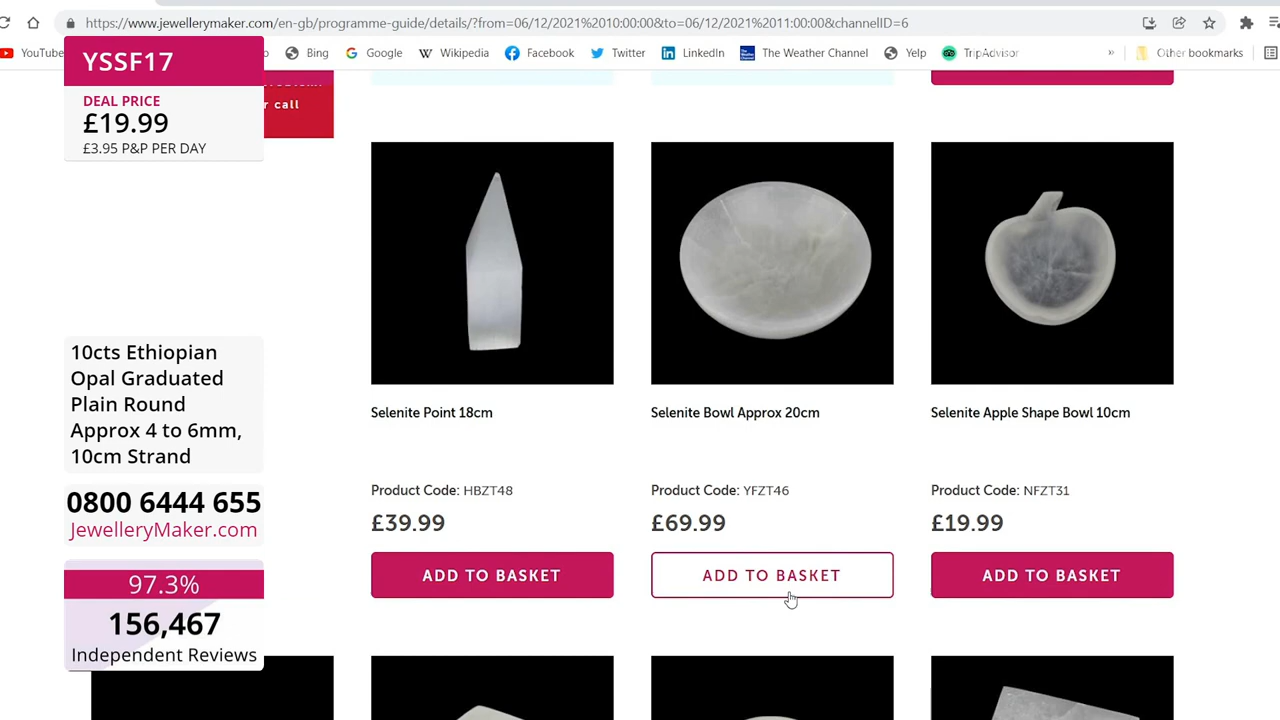 https://www.jewellerymaker.com/en-gb/programme-guide/details/?from=06/12/2021%2010:00:00&to=06/12/2021%2011:00:00&channelID=6
YouTube
Bing
Google
Wikipedia
Facebook
Twitter
LinkedIn
The Weather Channel
Yelp
TripAdvisor
»
Other bookmarks
YSSF17
DEAL PRICE
£19.99
£3.95 P&P PER DAY
r call
10cts Ethiopian
Opal Graduated
Plain Round
Approx 4 to 6mm,
10cm Strand
0800 6444 655
JewelleryMaker.com
97.3%
156,467
Independent Reviews
Selenite Point 18cm
Product Code: HBZT48
£39.99
ADD TO BASKET
Selenite Bowl Approx 20cm
Product Code: YFZT46
£69.99
ADD TO BASKET
Selenite Apple Shape Bowl 10cm
Product Code: NFZT31
£19.99
ADD TO BASKET